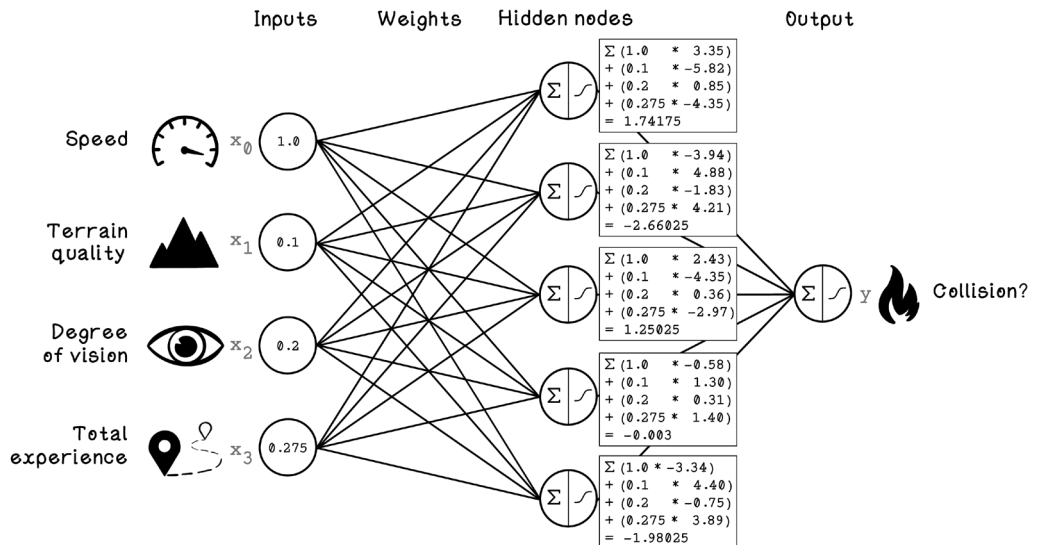 Inputs
Weights
Hidden nodes
Output
Speed
x0
1.0
Terrain
quality
x1
0.1
Degree
of vision
x2
0.2
Total
experience
x3
0.275
Σ
Σ (1.0 * 3.35)
+ (0.1 * -5.82)
+ (0.2 * 0.85)
+ (0.275 * -4.35)
= 1.74175
Σ
Σ (1.0 * -3.94)
+ (0.1 * 4.88)
+ (0.2 * -1.83)
+ (0.275 * 4.21)
= -2.66025
Σ
Σ (1.0 * 2.43)
+ (0.1 * -4.35)
+ (0.2 * 0.36)
+ (0.275 * -2.97)
= 1.25025
Σ
Σ (1.0 * -0.58)
+ (0.1 * 1.30)
+ (0.2 * 0.31)
+ (0.275 * 1.40)
= -0.003
Σ
Σ (1.0 * -3.34)
+ (0.1 * 4.40)
+ (0.2 * -0.75)
+ (0.275 * 3.89)
= -1.98025
Σ
y
Collision?